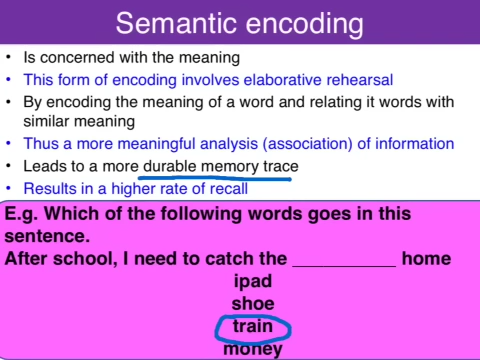 Semantic encoding
• Is concerned with the meaning
• This form of encoding involves elaborative rehearsal
• By encoding the meaning of a word and relating it words with
similar meaning
• Thus a more meaningful analysis (association) of information
• Leads to a more durable memory trace
• Results in a higher rate of recall
E.g. Which of the following words goes in this
sentence.
After school, I need to catch the __________ home
ipad
shoe
train
money